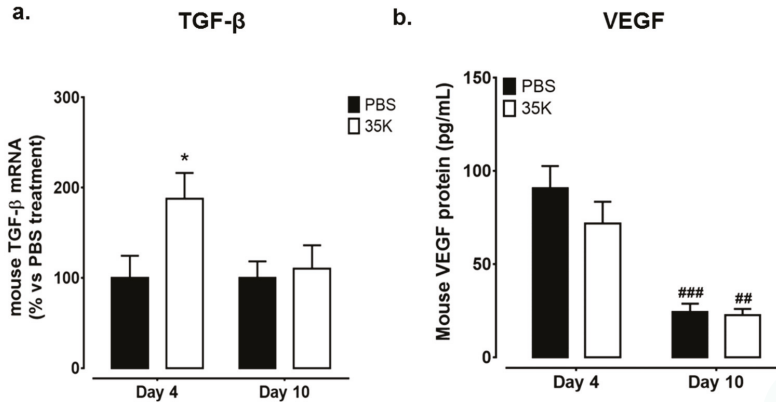 a.
TGF-β
mouse TGF-β mRNA
(% vs PBS treatment)
300
200
100
0
PBS
35K
*
Day 4
Day 10
b.
VEGF
Mouse VEGF protein (pg/mL)
150
100
50
0
PBS
35K
###
##
Day 4
Day 10